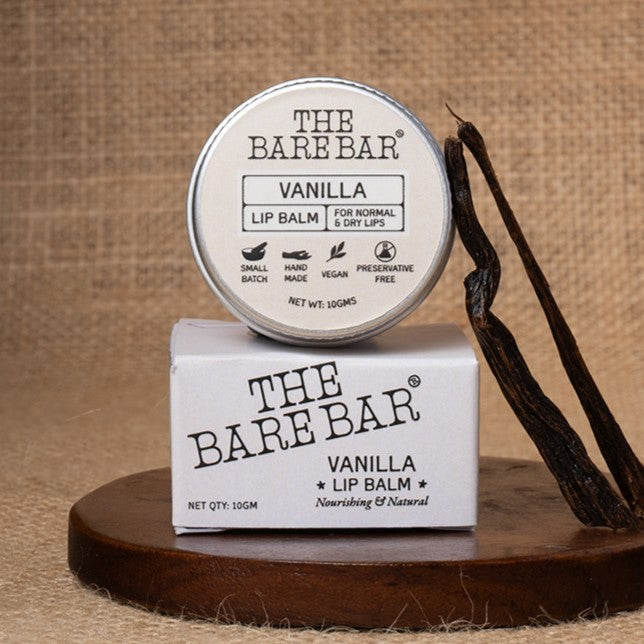 THE
BARE BAR®
VANILLA
LIP BALM
FOR NORMAL
& DRY LIPS
SMALL
BATCH
HAND
MADE
VEGAN
PRESERVATIVE
FREE
NET WT: 10GMS
THE
BARE BAR®
VANILLA
★ LIP BALM ★
Nourishing & Natural
NET QTY: 10GM